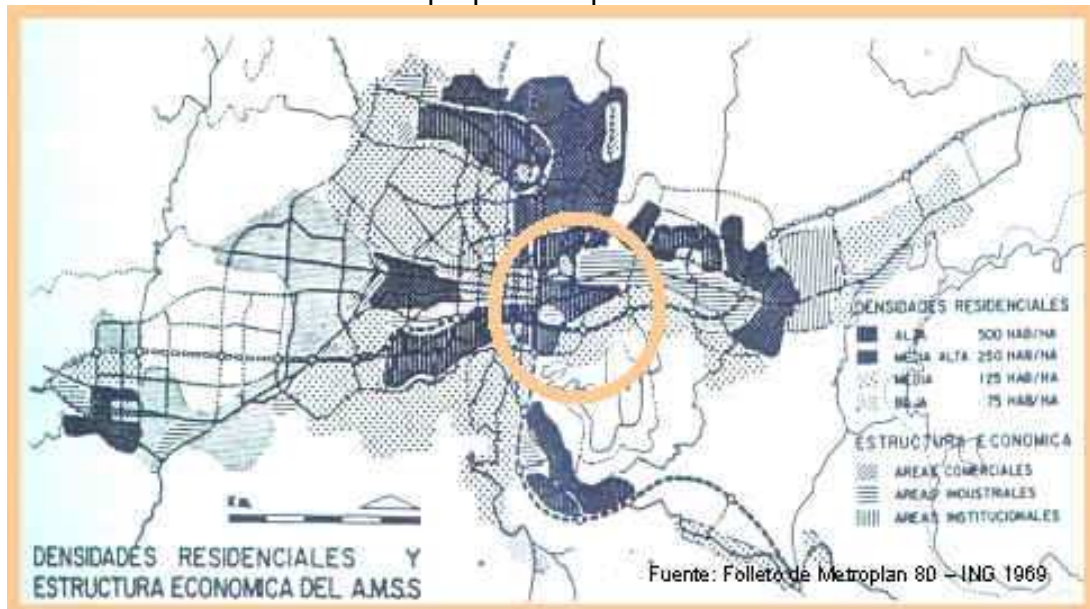 DENSIDADES RESIDENCIALES
ALTA 500 HAB/HA
MEDIA ALTA 250 HAB/HA
MEDIA 125 HAB/HA
BAJA 75 HAB/HA
ESTRUCTURA ECONOMICA
AREAS COMERCIALES
AREAS INDUSTRIALES
AREAS INSTITUCIONALES
DENSIDADES RESIDENCIALES Y
ESTRUCTURA ECONOMICA DEL A.M.S.S
Fuente: Folleto de Metroplan 80 – ING 1969